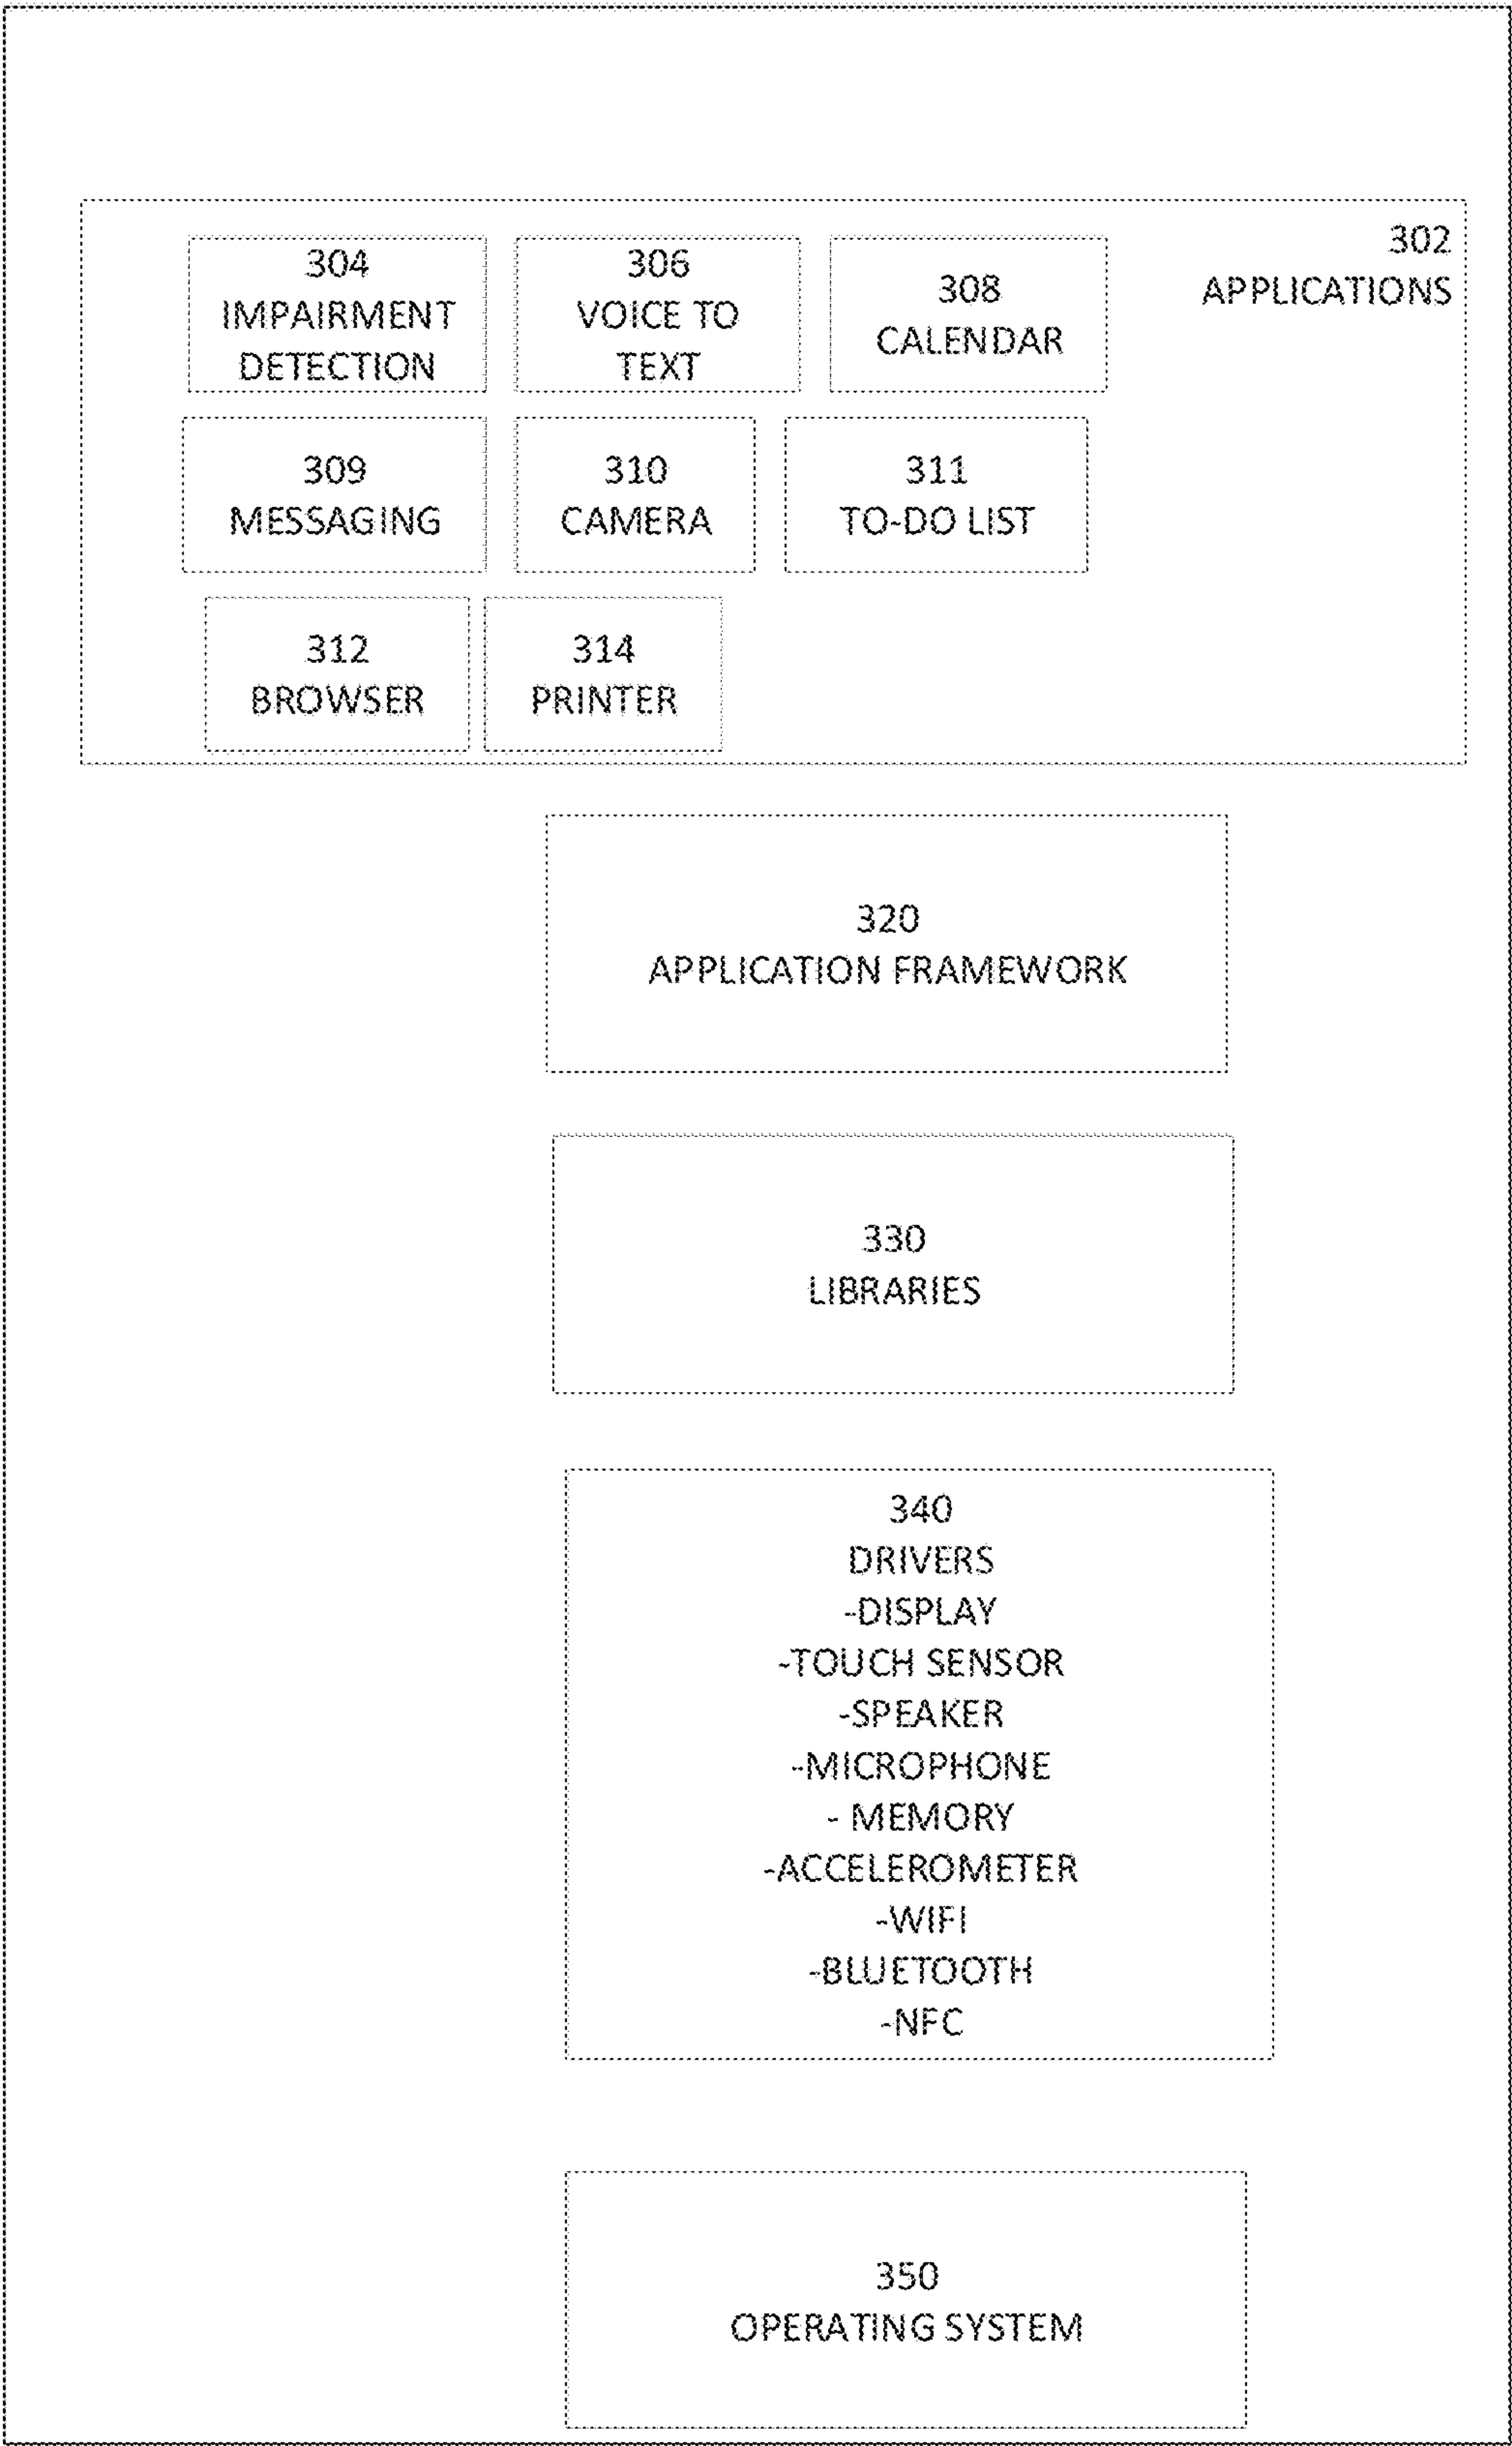 302
APPLICATIONS
304
IMPAIRMENT
DETECTION
306
VOICE TO
TEXT
308
CALENDAR
309
MESSAGING
310
CAMERA
311
TO-DO LIST
312
BROWSER
314
PRINTER
320
APPLICATION FRAMEWORK
330
LIBRARIES
340
DRIVERS
-DISPLAY
-TOUCH SENSOR
-SPEAKER
-MICROPHONE
- MEMORY
-ACCELEROMETER
-WIFI
-BLUETOOTH
-NFC
350
OPERATING SYSTEM